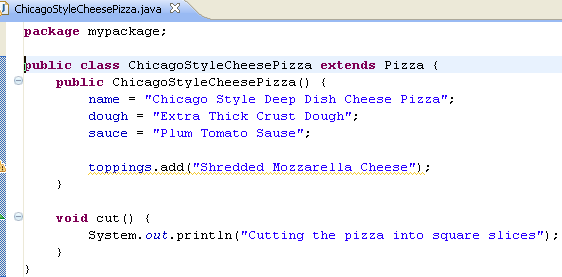 ChicagoStyleCheesePizza.java
package mypackage;
public class ChicagoStyleCheesePizza extends Pizza {
public ChicagoStyleCheesePizza() {
name = "Chicago Style Deep Dish Cheese Pizza";
dough = "Extra Thick Crust Dough";
sauce = "Plum Tomato Sause";
toppings.add("Shredded Mozzarella Cheese");
}
void cut() {
System.out.println("Cutting the pizza into square slices");
}
}